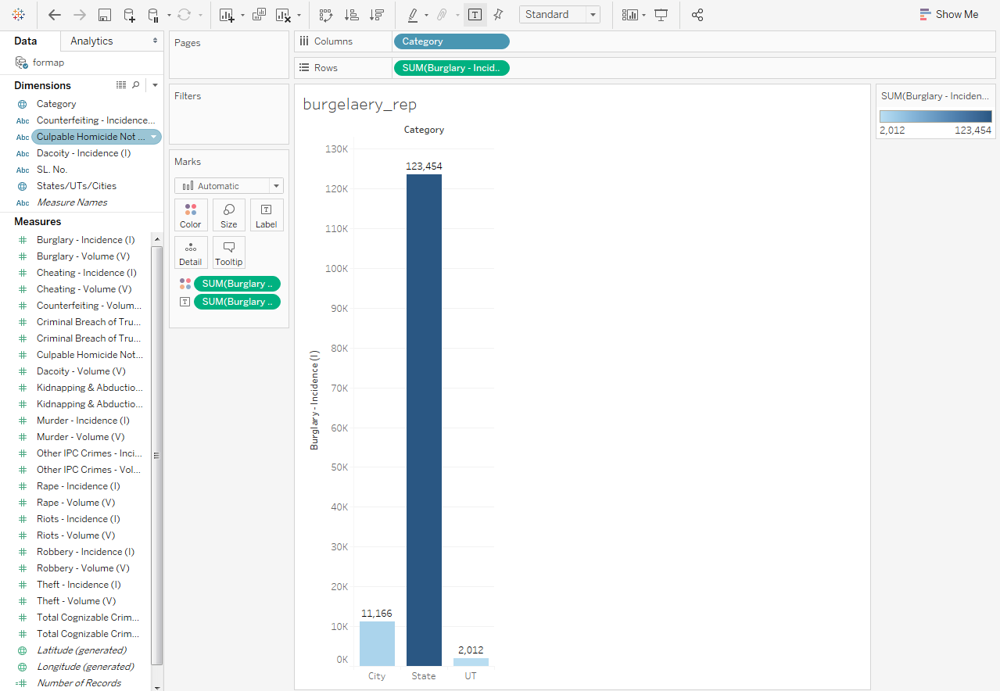 Standard
Show Me
Data
Analytics
formap
Dimensions
Category
Abc Counterfeiting - Incidence...
Abc Culpable Homicide Not ...
Abc Dacoity - Incidence (I)
Abc SL. No.
States/UTs/Cities
Abc Measure Names
Measures
# Burglary - Incidence (I)
# Burglary - Volume (V)
# Cheating - Incidence (I)
# Cheating - Volume (V)
# Counterfeiting - Volum...
# Criminal Breach of Tru...
# Criminal Breach of Tru...
# Culpable Homicide Not...
# Dacoity - Volume (V)
# Kidnapping & Abductio...
# Kidnapping & Abductio...
# Murder - Incidence (I)
# Murder - Volume (V)
# Other IPC Crimes - Inci...
# Other IPC Crimes - Vol...
# Rape - Incidence (I)
# Rape - Volume (V)
# Riots - Incidence (I)
# Riots - Volume (V)
# Robbery - Incidence (I)
# Robbery - Volume (V)
# Theft - Incidence (I)
# Theft - Volume (V)
# Total Cognizable Crim...
# Total Cognizable Crim...
Latitude (generated)
Longitude (generated)
=# Number of Records
Pages
Filters
Marks
Automatic
Color
Size
T
Label
Detail
Tooltip
SUM(Burglary ..
T SUM(Burglary ..
Columns
Category
Rows
SUM(Burglary - Incid..
burgelaery_rep
Category
130K
120K
110K
100K
90K
80K
70K
60K
50K
40K
30K
20K
10K
0K
Burglary - Incidence (I)
11,166
123,454
2,012
City
State
UT
SUM(Burglary - Inciden...
2,012
123,454